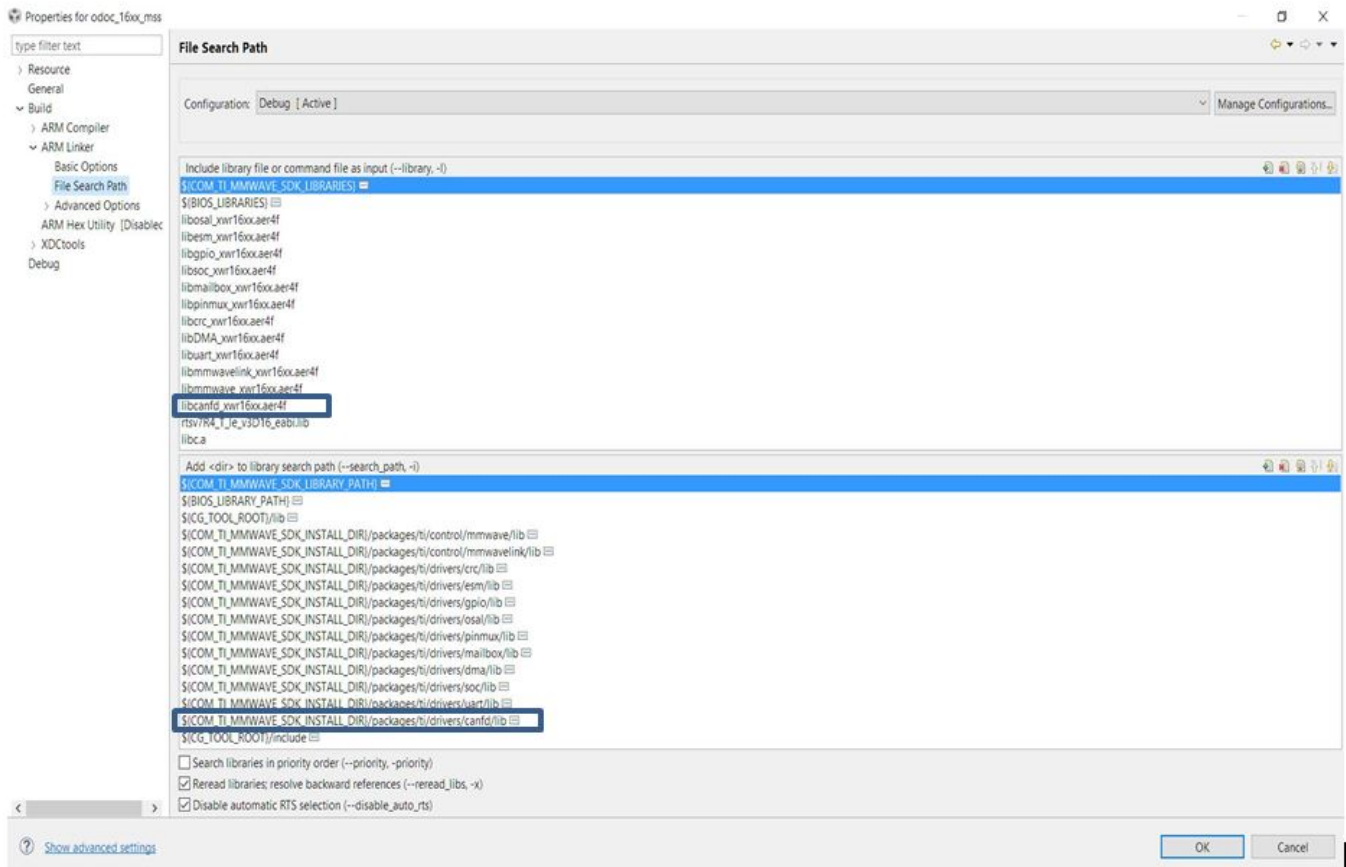 Properties for odoc_16xx_mss
type filter text
Resource
General
Build
ARM Compiler
ARM Linker
Basic Options
File Search Path
Advanced Options
ARM Hex Utility [Disablec
XDCtools
Debug
File Search Path
Configuration: Debug [ Active ]
Manage Configurations...
Include library file or command file as input (--library, -l)
${COM_TI_MMWAVE_SDK_LIBRARIES}
${BIOS_LIBRARIES}
libosal_xwr16xx.aer4f
libesm_xwr16xx.aer4f
libgpio_xwr16xx.aer4f
libsoc_xwr16xx.aer4f
libmailbox_xwr16xx.aer4f
libpinmux_xwr16xx.aer4f
libcrc_xwr16xx.aer4f
libDMA_xwr16xx.aer4f
libuart_xwr16xx.aer4f
libmmwavelink_xwr16xx.aer4f
libmmwave_xwr16xx.aer4f
libcanfd_xwr16xx.aer4f
rtsv7R4_T_le_v3D16_eabi.lib
libc.a
Add <dir> to library search path (--search_path, -i)
${COM_TI_MMWAVE_SDK_LIBRARY_PATH}
${BIOS_LIBRARY_PATH}
${CG_TOOL_ROOT}/lib
${COM_TI_MMWAVE_SDK_INSTALL_DIR}/packages/ti/control/mmwave/lib
${COM_TI_MMWAVE_SDK_INSTALL_DIR}/packages/ti/control/mmwavelink/lib
${COM_TI_MMWAVE_SDK_INSTALL_DIR}/packages/ti/drivers/crc/lib
${COM_TI_MMWAVE_SDK_INSTALL_DIR}/packages/ti/drivers/esm/lib
${COM_TI_MMWAVE_SDK_INSTALL_DIR}/packages/ti/drivers/gpio/lib
${COM_TI_MMWAVE_SDK_INSTALL_DIR}/packages/ti/drivers/osal/lib
${COM_TI_MMWAVE_SDK_INSTALL_DIR}/packages/ti/drivers/pinmux/lib
${COM_TI_MMWAVE_SDK_INSTALL_DIR}/packages/ti/drivers/mailbox/lib
${COM_TI_MMWAVE_SDK_INSTALL_DIR}/packages/ti/drivers/dma/lib
${COM_TI_MMWAVE_SDK_INSTALL_DIR}/packages/ti/drivers/soc/lib
${COM_TI_MMWAVE_SDK_INSTALL_DIR}/packages/ti/drivers/uart/lib
${COM_TI_MMWAVE_SDK_INSTALL_DIR}/packages/ti/drivers/canfd/lib
${CG_TOOL_ROOT}/include
Search libraries in priority order (--priority, -priority)
Reread libraries; resolve backward references (--reread_libs, -x)
Disable automatic RTS selection (--disable_auto_rts)
Show advanced settings
OK
Cancel